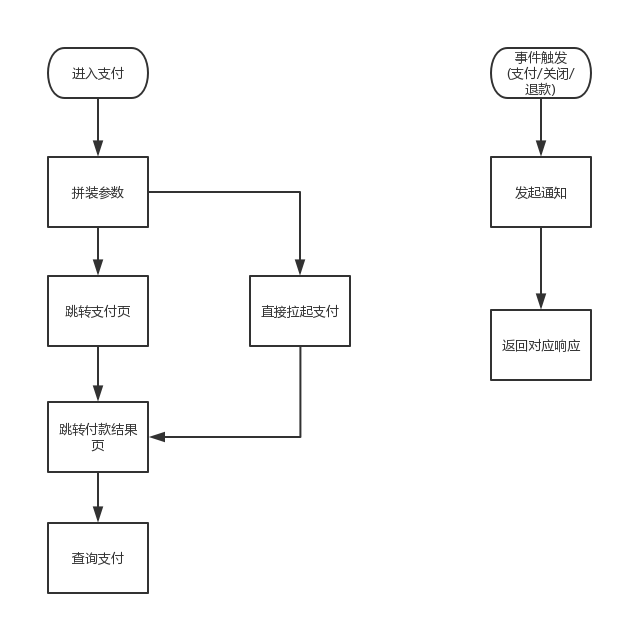 进入支付
拼装参数
跳转支付页
直接拉起支付
跳转付款结果
页
查询支付
事件触发
(支付/关闭/
退款)
发起通知
返回对应响应